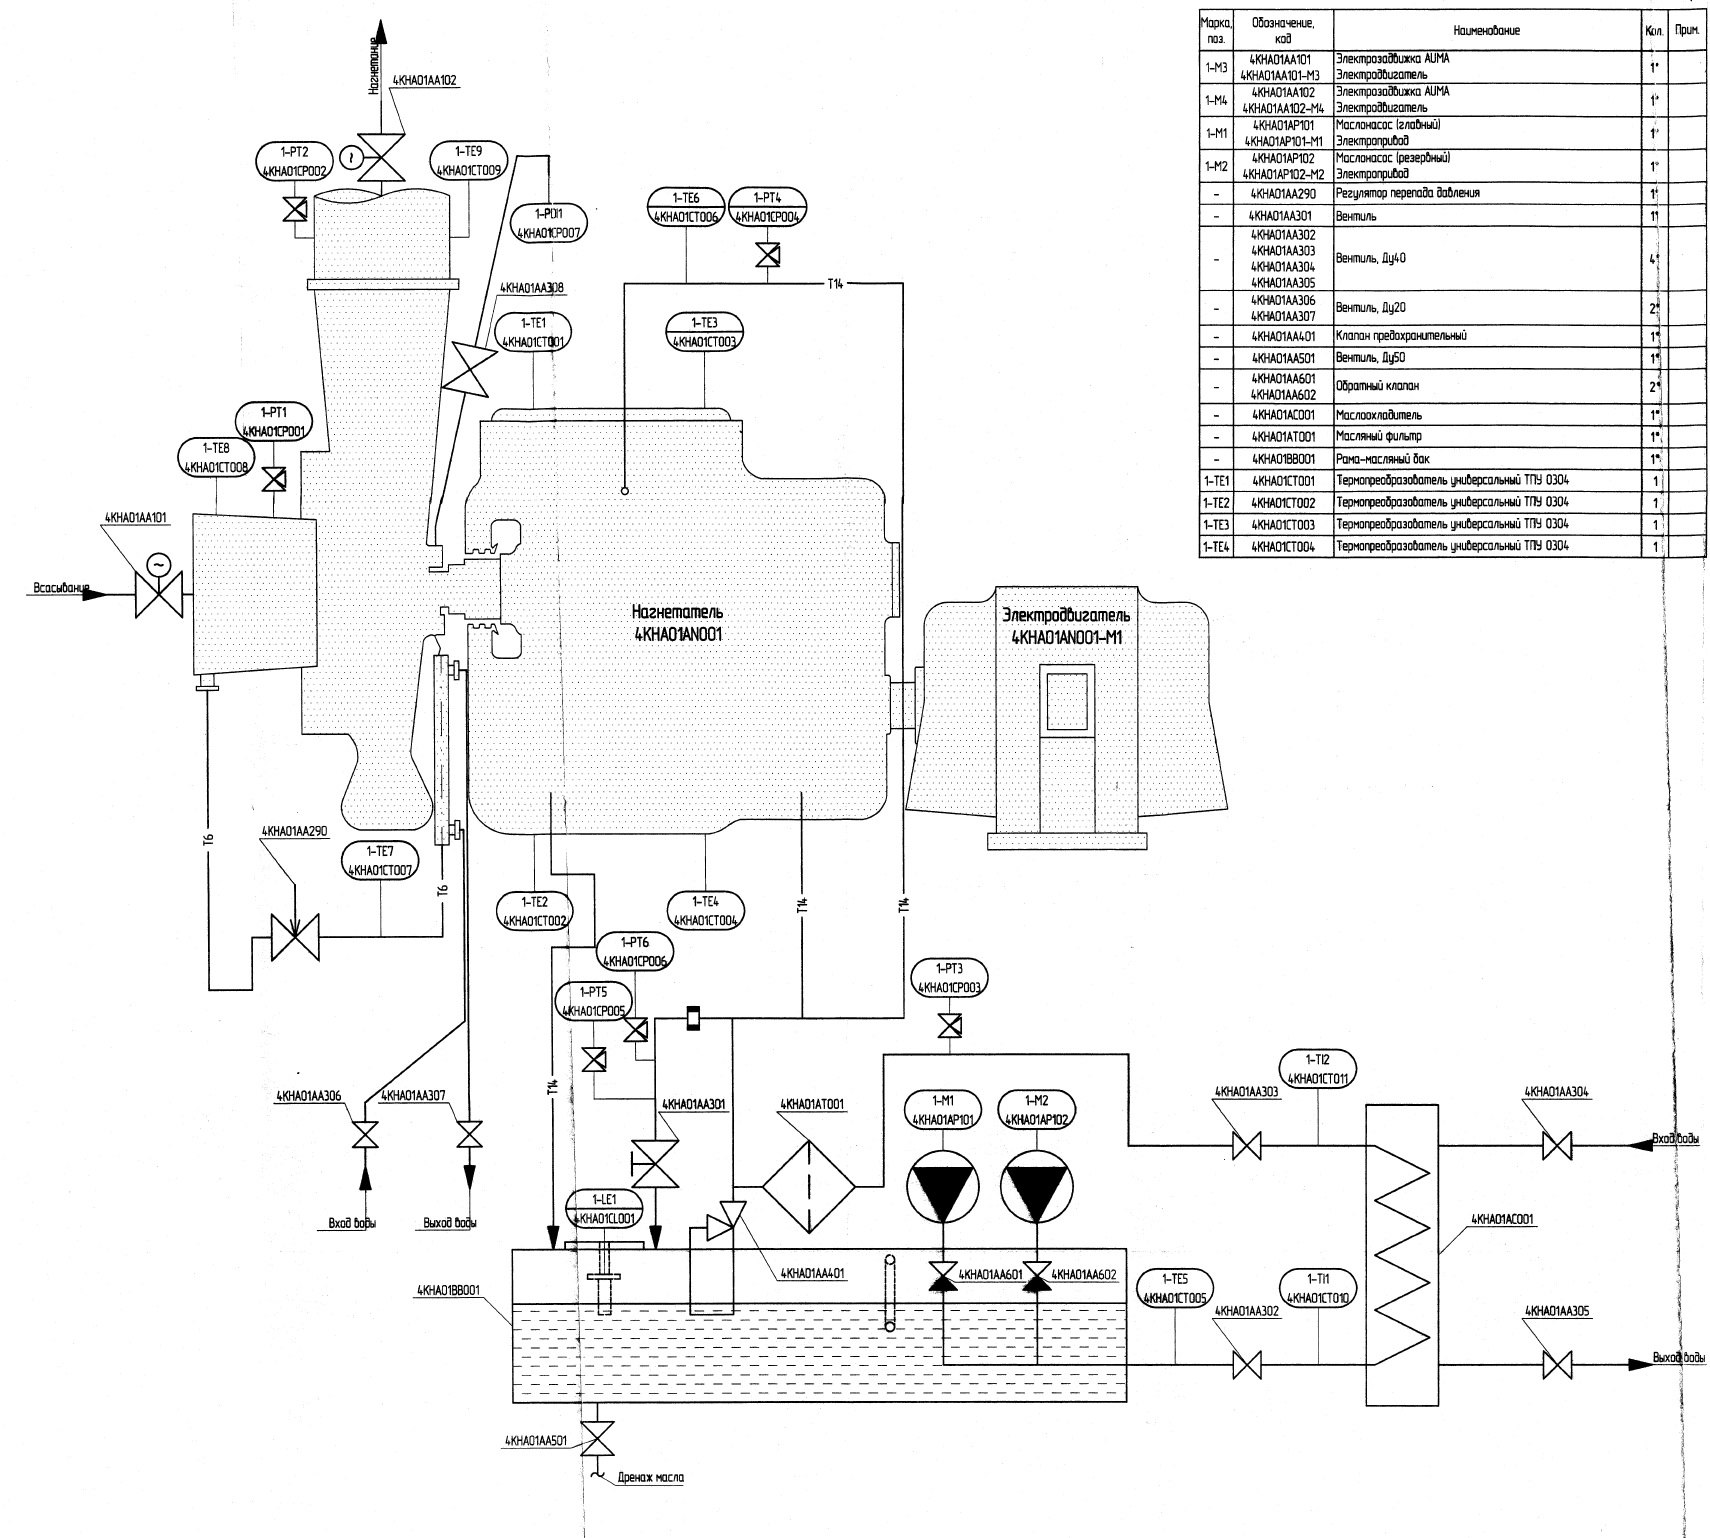 Марка, поз.
Обозначение, код
Наименование
Кол.
Прим.
1-М3
4KHA01AA101
Электрозадвижка AUMA
4KHA01AA101-М3
Электродвигатель
1*
1-М4
4KHA01AA102
Электрозадвижка AUMA
4KHA01AA102-М4
Электродвигатель
1*
1-М1
4KHA01AP101
Маслонасос (главный)
4KHA01AP101-М1
Электропривод
1*
1-М2
4KHA01AP102
Маслонасос (резервный)
4KHA01AP102-М2
Электропривод
1*
- 4KHA01AA290 Регулятор перепада давления 1*
- 4KHA01AA301 Вентиль 1*
4KHA01AA302
4KHA01AA303
- Вентиль, Ду40 4*
4KHA01AA304
4KHA01AA305
4KHA01AA306
- Вентиль, Ду20 2*
4KHA01AA307
- 4KHA01AA401 Клапан предохранительный 1*
- 4KHA01AA501 Вентиль, Ду50 1*
4KHA01AA601
- Обратный клапан 2*
4KHA01AA602
- 4KHA01AC001 Маслоохладитель 1*
- 4KHA01AT001 Масляный фильтр 1*
- 4KHA01BB001 Рама-масляный бак 1*
1-TE1 4KHA01CT001 Термопреобразователь универсальный ТПУ 0304 1
1-TE2 4KHA01CT002 Термопреобразователь универсальный ТПУ 0304 1
1-TE3 4KHA01CT003 Термопреобразователь универсальный ТПУ 0304 1
1-TE4 4KHA01CT004 Термопреобразователь универсальный ТПУ 0304 1
Нагнетание
4KHA01AA102
1-PT2
4KHA01CP002
~
1-TE9
4KHA01CT009
1-PDI1
4KHA01CP007
1-TE6
4KHA01CT006
1-PT4
4KHA01CP004
T14
4KHA01AA308
1-TE1
4KHA01CT001
1-TE3
4KHA01CT003
1-PT1
4KHA01CP001
1-TE8
4KHA01CT008
4KHA01AA101
~
Всасывание
Нагнетатель
4KHA01AN001
Электродвигатель
4KHA01AN001-М1
T6
4KHA01AA290
1-TE7
4KHA01CT007
T6
1-TE2
4KHA01CT002
1-TE4
4KHA01CT004
T14
T14
1-PT6
4KHA01CP006
1-PT5
4KHA01CP005
1-PT3
4KHA01CP003
T14
4KHA01AA306
4KHA01AA307
4KHA01AA301
4KHA01AT001
1-М1
4KHA01AP101
1-М2
4KHA01AP102
1-TI2
4KHA01CT011
4KHA01AA303
4KHA01AA304
Вход воды
Вход воды
Выход воды
1-LE1
4KHA01CL001
4KHA01AC001
4KHA01AA401
4KHA01AA601
4KHA01AA602
4KHA01BB001
1-TE5
4KHA01CT005
1-TI1
4KHA01CT010
4KHA01AA302
4KHA01AA305
Выход воды
4KHA01AA501
Дренаж масла